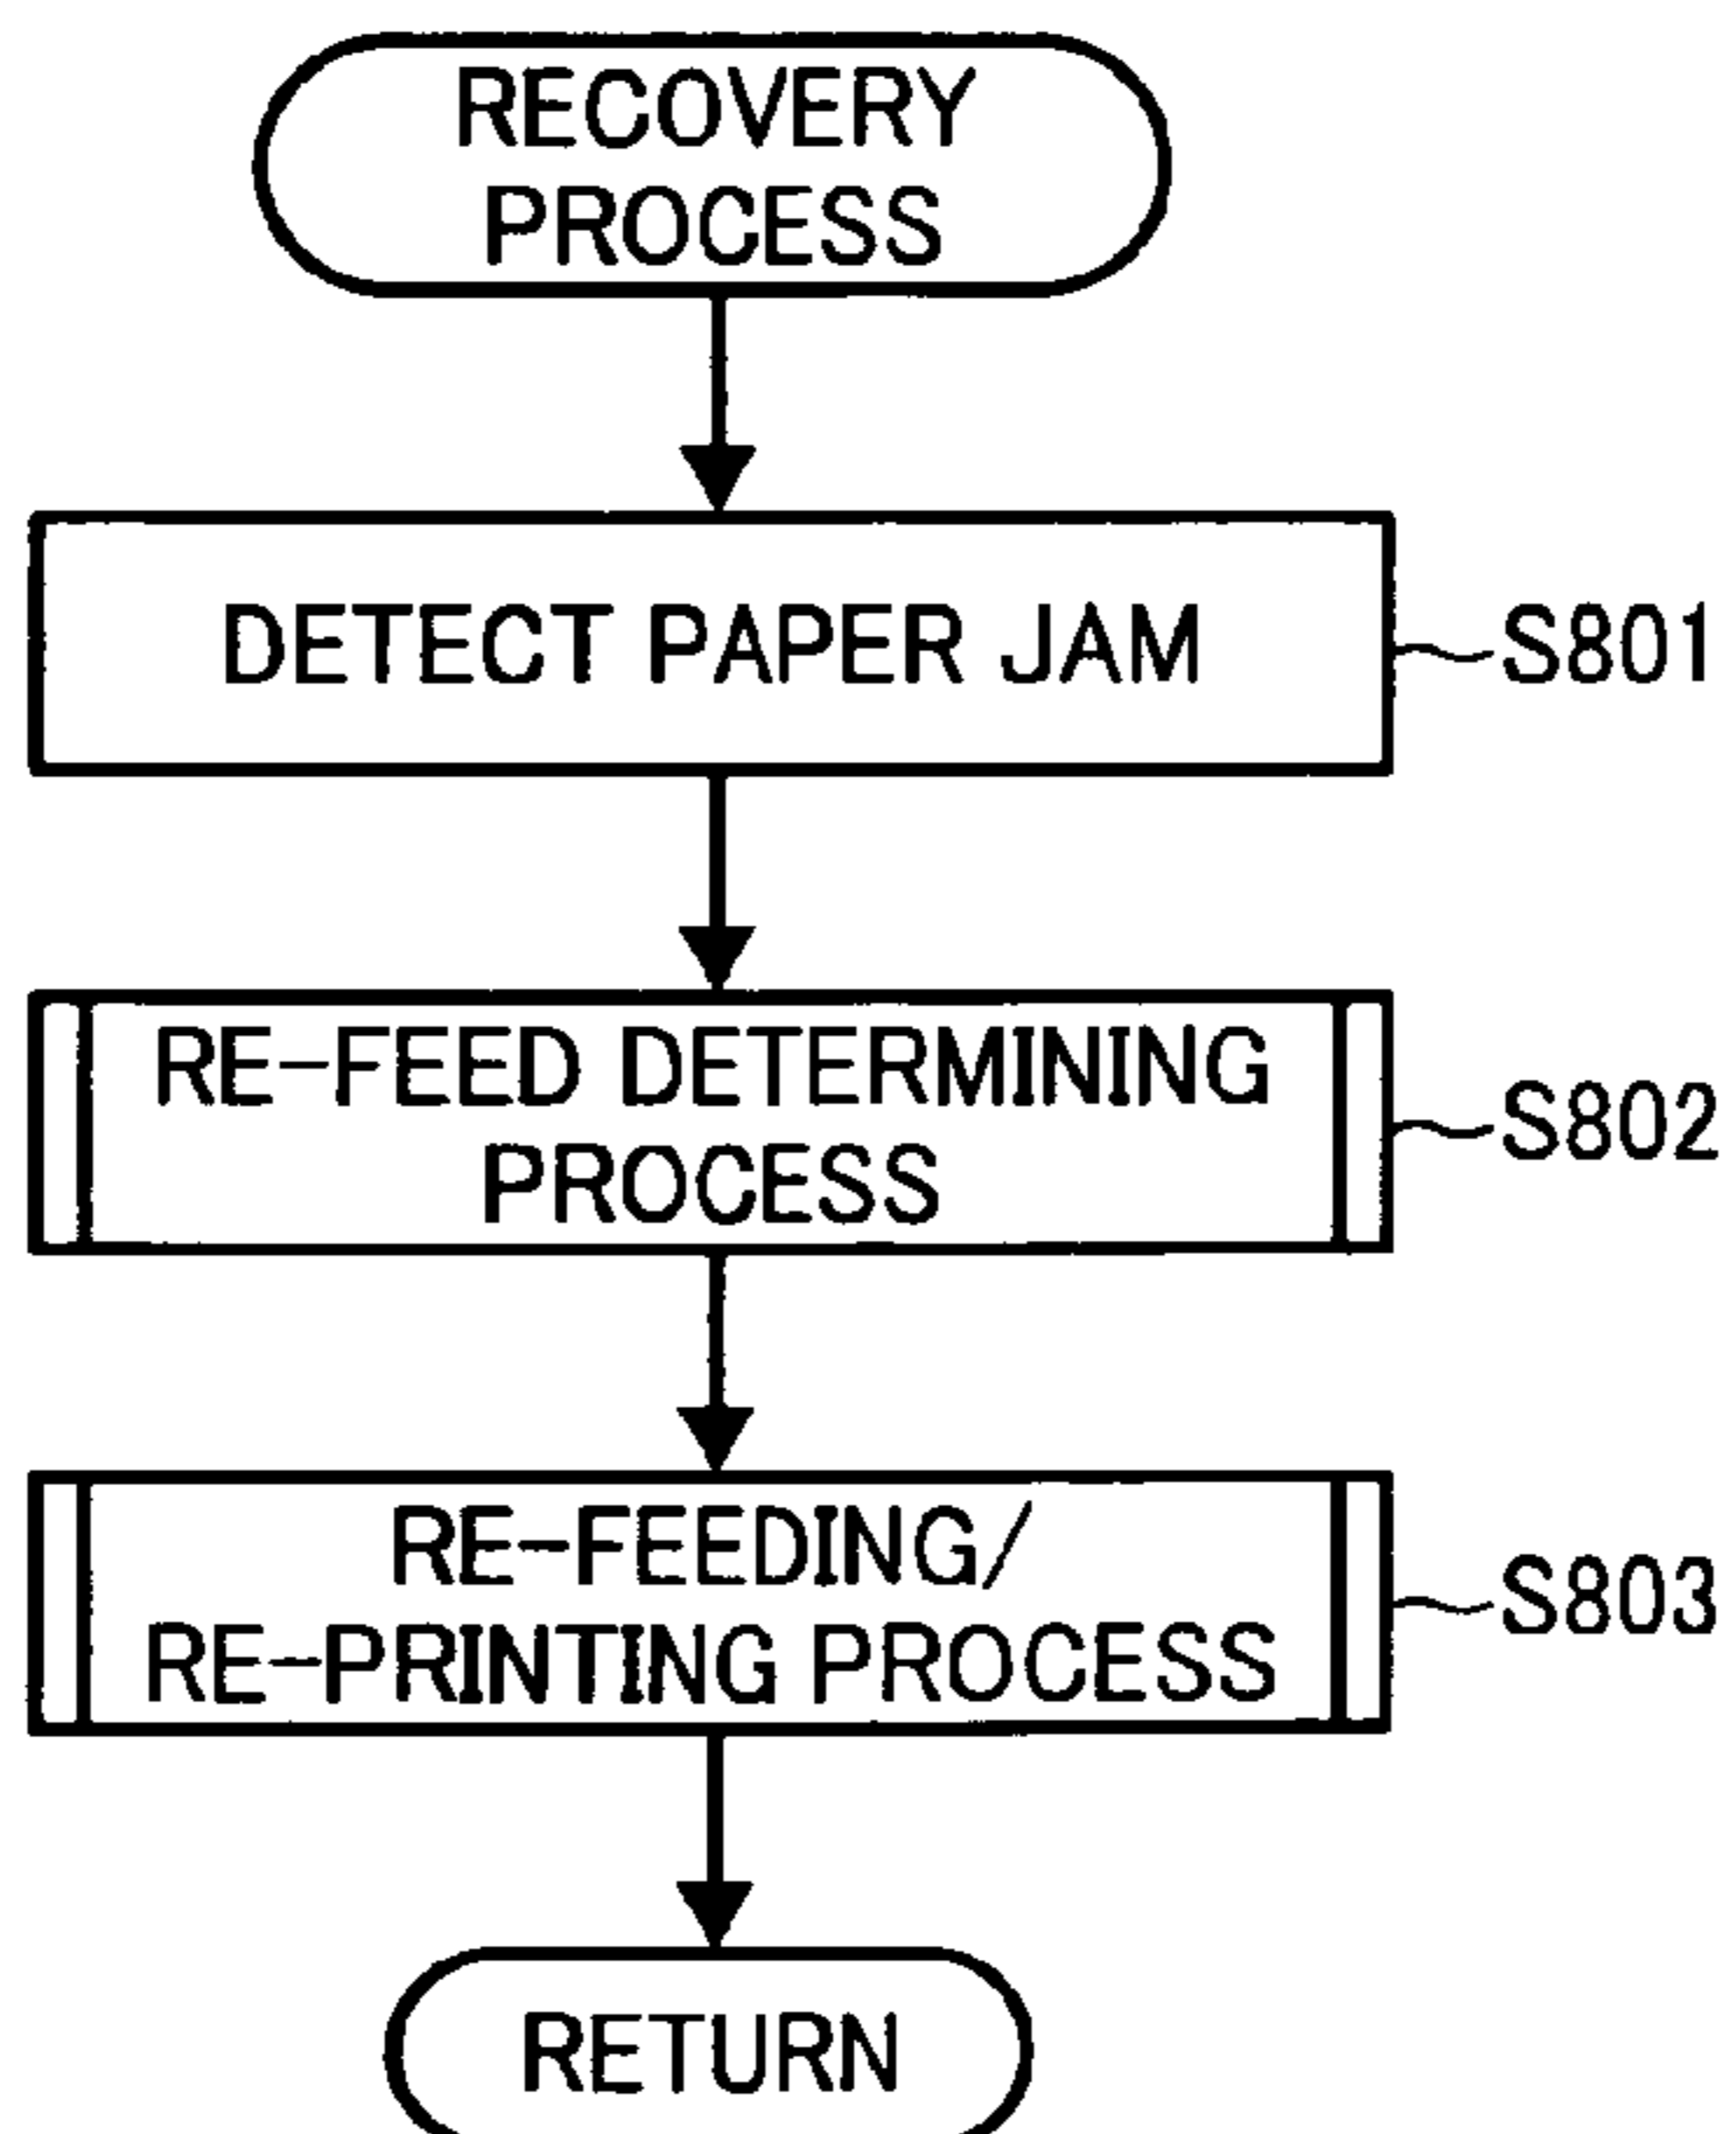 RECOVERY
PROCESS
DETECT PAPER JAM
S801
RE-FEED DETERMINING
PROCESS
S802
RE-FEEDING/
RE-PRINTING PROCESS
S803
RETURN